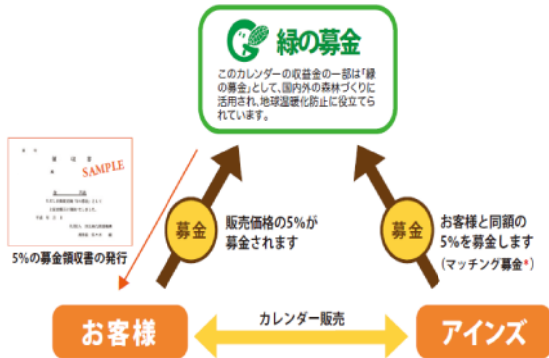 緑の募金
このカレンダーの収益金の一部は「緑
の募金」として、国内外の森林づくりに
活用され、地球温暖化防止に役立てら
れています。
SAMPLE
5%の募金領収書の発行
募金
販売価格の5%が
募金されます
募金
お客様と同額の
5%を募金します
(マッチング募金*)
お客様
カレンダー販売
アインズ